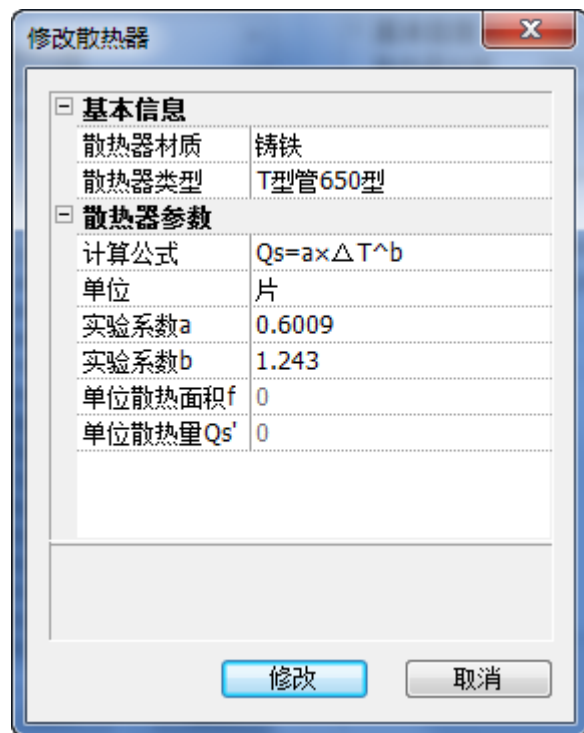 修改散热器
基本信息
散热器材质 铸铁
散热器类型 T型管650型
散热器参数
计算公式 Qs=a×△T^b
单位 片
实验系数a 0.6009
实验系数b 1.243
单位散热面积f 0
单位散热量Qs' 0
修改 取消